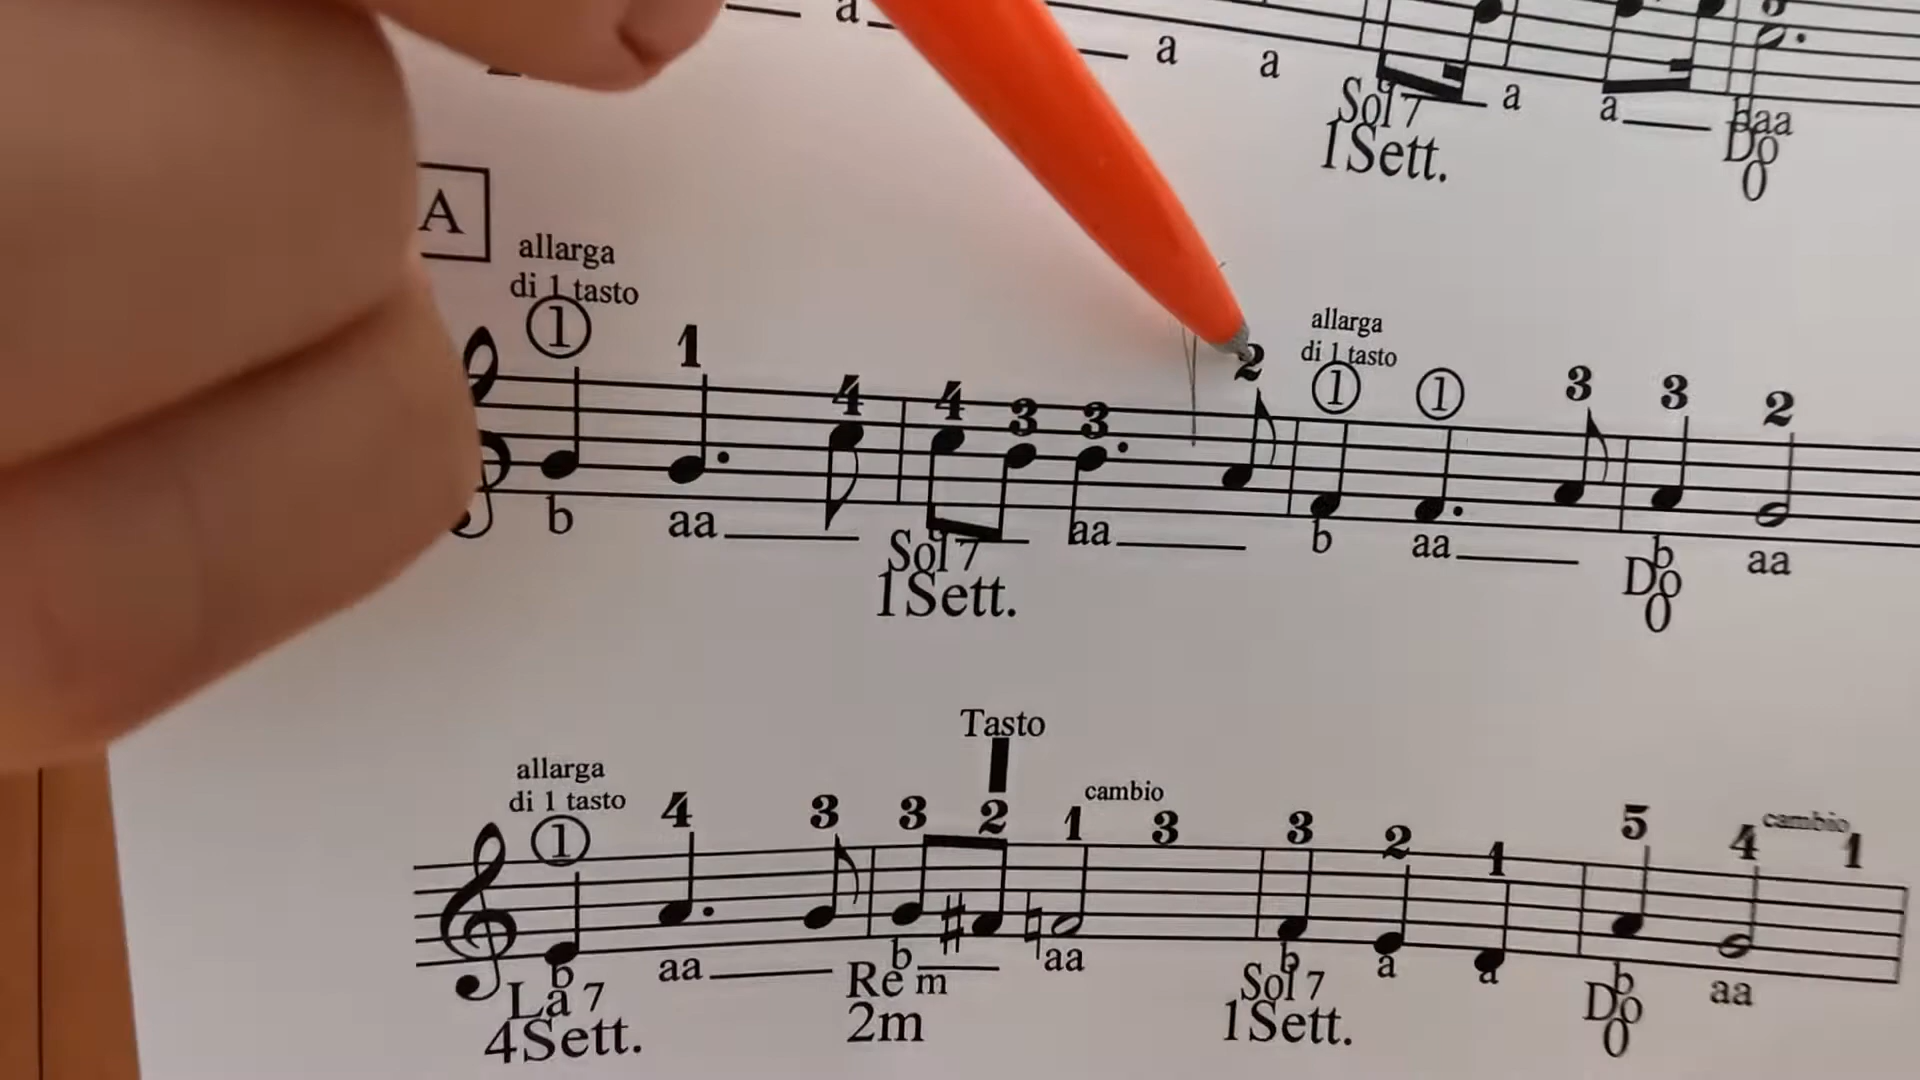 a a a
Sol 7 a a baa
1Sett. Do
0
A
allarga
di 1 tasto
1 1 4 4 3 3 2
allarga
di 1 tasto
1 1 3 3 2
b aa Sol 7 aa b aa b aa
1Sett. Do
0
Tasto
allarga
di 1 tasto
cambio
1 4 3 3 2 1 3 3 2 1 5 4 cambio 1
b aa b aa b a a b aa
La 7 Re m Sol 7 Do
4Sett. 2m 1Sett. 0